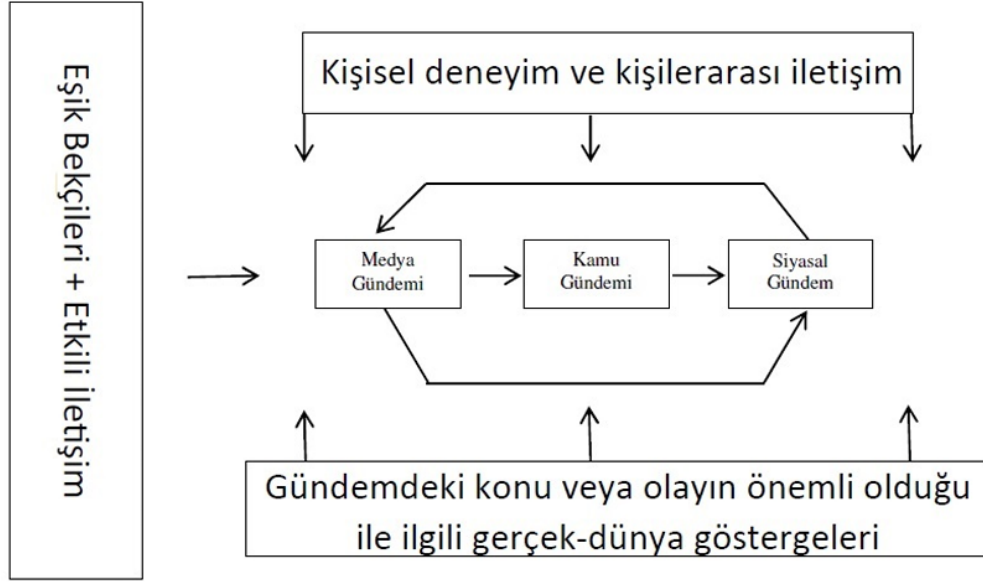 Eşik Bekçileri + Etkili İletişim
Kişisel deneyim ve kişilerarası iletişim
Medya
Gündemi
Kamu
Gündemi
Siyasal
Gündem
Gündemdeki konu veya olayın önemli olduğu
ile ilgili gerçek-dünya göstergeleri